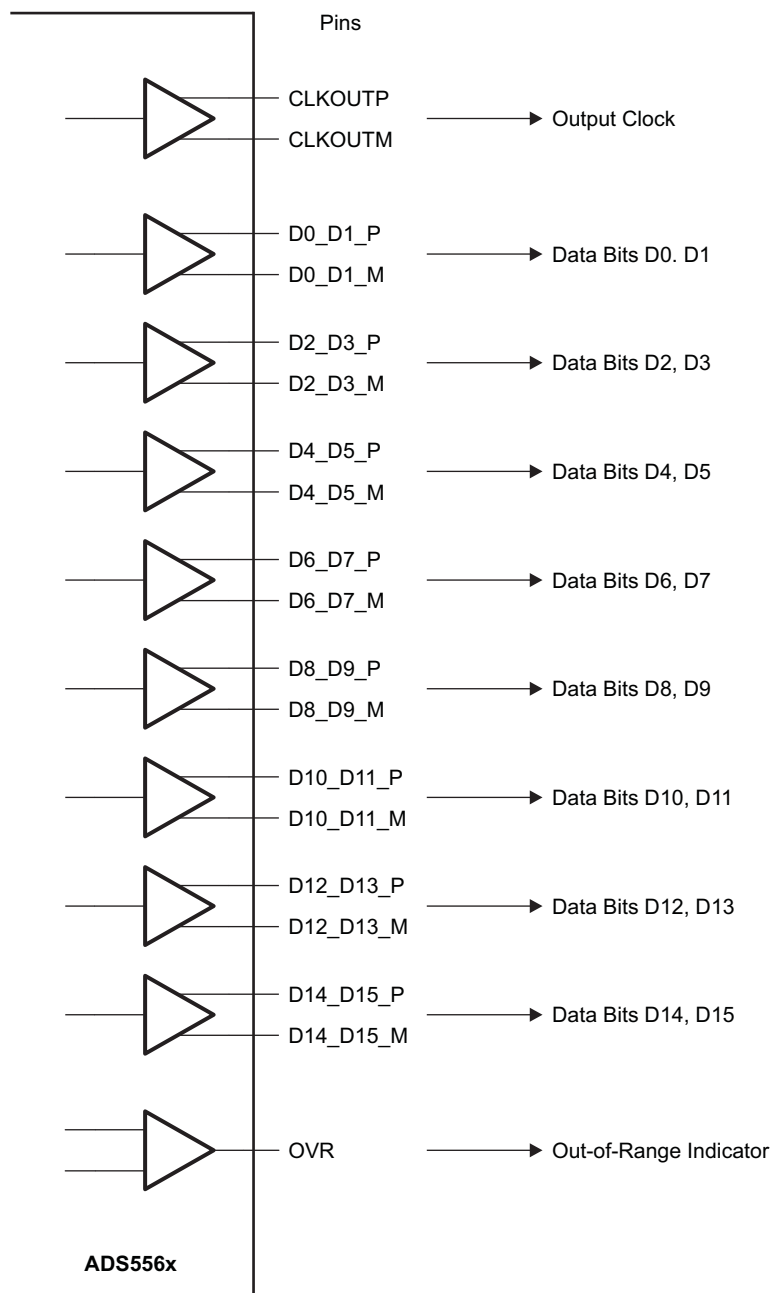 Pins
CLKOUTP
CLKOUTM
Output Clock
D0_D1_P
D0_D1_M
Data Bits D0. D1
D2_D3_P
D2_D3_M
Data Bits D2, D3
D4_D5_P
D4_D5_M
Data Bits D4, D5
D6_D7_P
D6_D7_M
Data Bits D6, D7
D8_D9_P
D8_D9_M
Data Bits D8, D9
D10_D11_P
D10_D11_M
Data Bits D10, D11
D12_D13_P
D12_D13_M
Data Bits D12, D13
D14_D15_P
D14_D15_M
Data Bits D14, D15
OVR
Out-of-Range Indicator
ADS556x